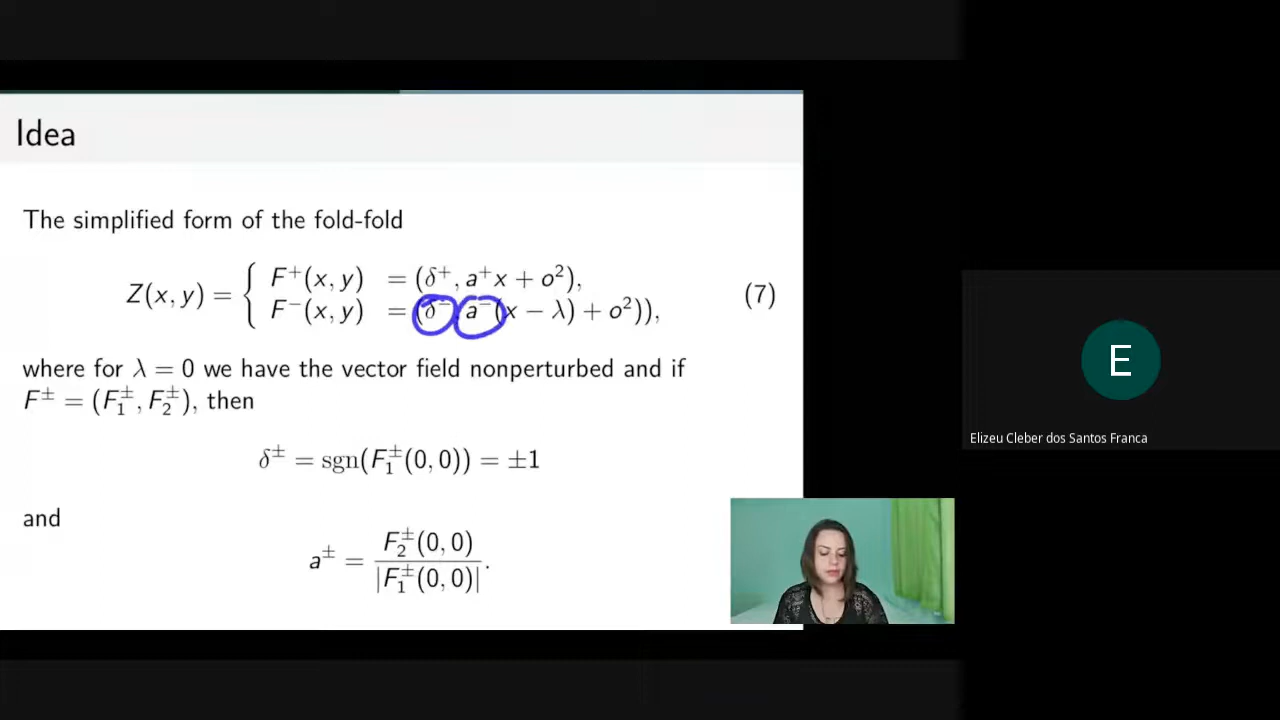 Idea
The simplified form of the fold-fold
Z(x, y) = { F⁺(x, y) = (δ⁺, a⁺x + o²),
F⁻(x, y) = (δ⁻, a⁻(x − λ) + o²)), (7)
where for λ = 0 we have the vector field nonperturbed and if
F± = (F₁±, F₂±), then
δ± = sgn(F₁±(0, 0)) = ±1
and
a± = F₂±(0, 0) / |F₁±(0, 0)|.
E
Elizeu Cleber dos Santos Franca